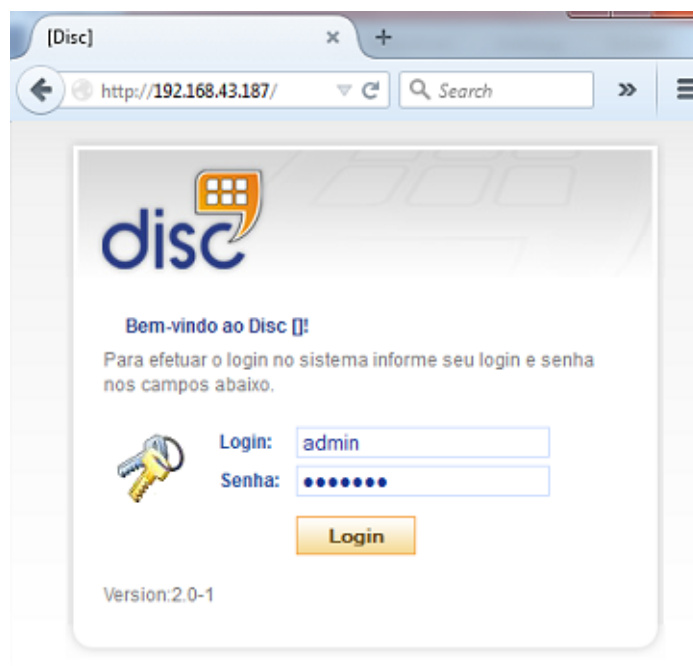 [Disc]
http://192.168.43.187/
Search
disc
Bem-vindo ao Disc []!
Para efetuar o login no sistema informe seu login e senha
nos campos abaixo.
Login: admin
Senha: •••••••
Login
Version:2.0-1